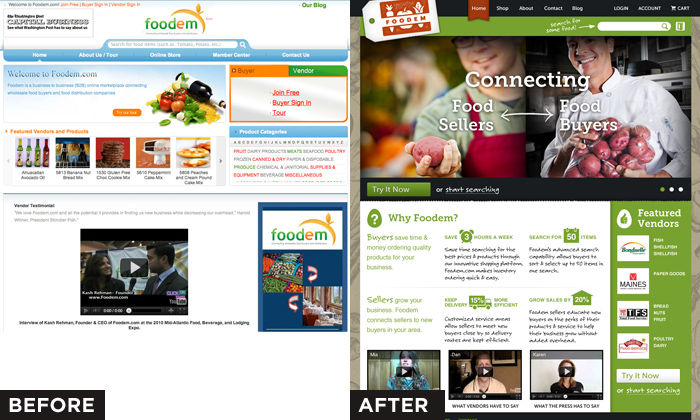 Welcome to Foodem.com! Join Free | Buyer Sign In | Vendor Sign In
Our Blog
The Washington Post
CAPITAL BUSINESS
See what Washington Post has to say about us
foodem
Search for food items (such as: Tomato, Potato, etc.)
Home
About Us / Tour
Online Store
Member Center
Contact Us
Welcome to Foodem.com
Foodem is a business to business (B2B) online marketplace connecting
wholesale food buyers and food distribution companies
Buyer
Vendor
Join Free
Buyer Sign In
Tour
Featured Vendors and Products
Ahuacatlan
Avocado Oil
5813 Banana Nut
Bread Mix
1530 Gluten Free
Choc Cookie Mix
5610 Peppermint
Cake Mix
5608 Peaches
and Cream Pound
Cake Mix
Product Categories
A B C D E F G H I J K L M N O P Q R S T U V W X Y Z
FRUIT DAIRY PRODUCTS MEATS SEAFOOD POULTRY
FROZEN CANNED & DRY PAPER & DISPOSABLE
PRODUCE CHEMICAL & JANITORIAL SUPPLIES &
EQUIPMENT BEVERAGE MISCELLANEOUS
Vendor Testimonial
"We love Foodem.com and all the potential it provides in finding us new business while decreasing our overhead," Harold
Wilner, President Blinder Fish."
Kash Rehman - Founder &
www.Foodem.com
Interview of Kash Rehman, Founder & CEO of Foodem.com at the 2010 Mid-Atlantic Food, Beverage, and Lodging
Expo.
foodem
BEFORE
FOODEM
Home
Shop
About
Contact
Blog
LOGIN
ACCOUNT
CART
search for
some food!
Connecting
Food
Sellers
Food
Buyers
Try It Now
or start searching
Why Foodem?
Buyers save time &
money ordering quality
products for your
business.
SAVE 3 HOURS A WEEK
Save time searching for the
best prices & products through
our innovative shopping platform.
Foodem.com makes inventory
ordering quick & easy.
SEARCH FOR 50 ITEMS
Foodem's advanced search
capability allows buyers to
sort & select up to 50 items in
one search.
Sellers grow your
business. Foodem
connects sellers to new
buyers in your area.
KEEP DELIVERY 15% MORE EFFICIENT
Customized service areas
allow sellers to meet new
buyers close by so delivery
routes are kept efficient.
GROW SALES BY 20%
Foodem sellers educate new
buyers on the perks of their
products & service to help
their business grow without
added overhead.
Mia
Dan
Karen
WHAT VENDORS HAVE TO SAY
WHAT THE PRESS HAS TO SAY
Featured
Vendors
Bonduelle
FISH
SHELLFISH
SHELLFISH
MAINES
PAPER GOODS
TFS
BREAD
NUTS
FRUIT
POULTRY
DAIRY
Try It Now
or start searching
AFTER